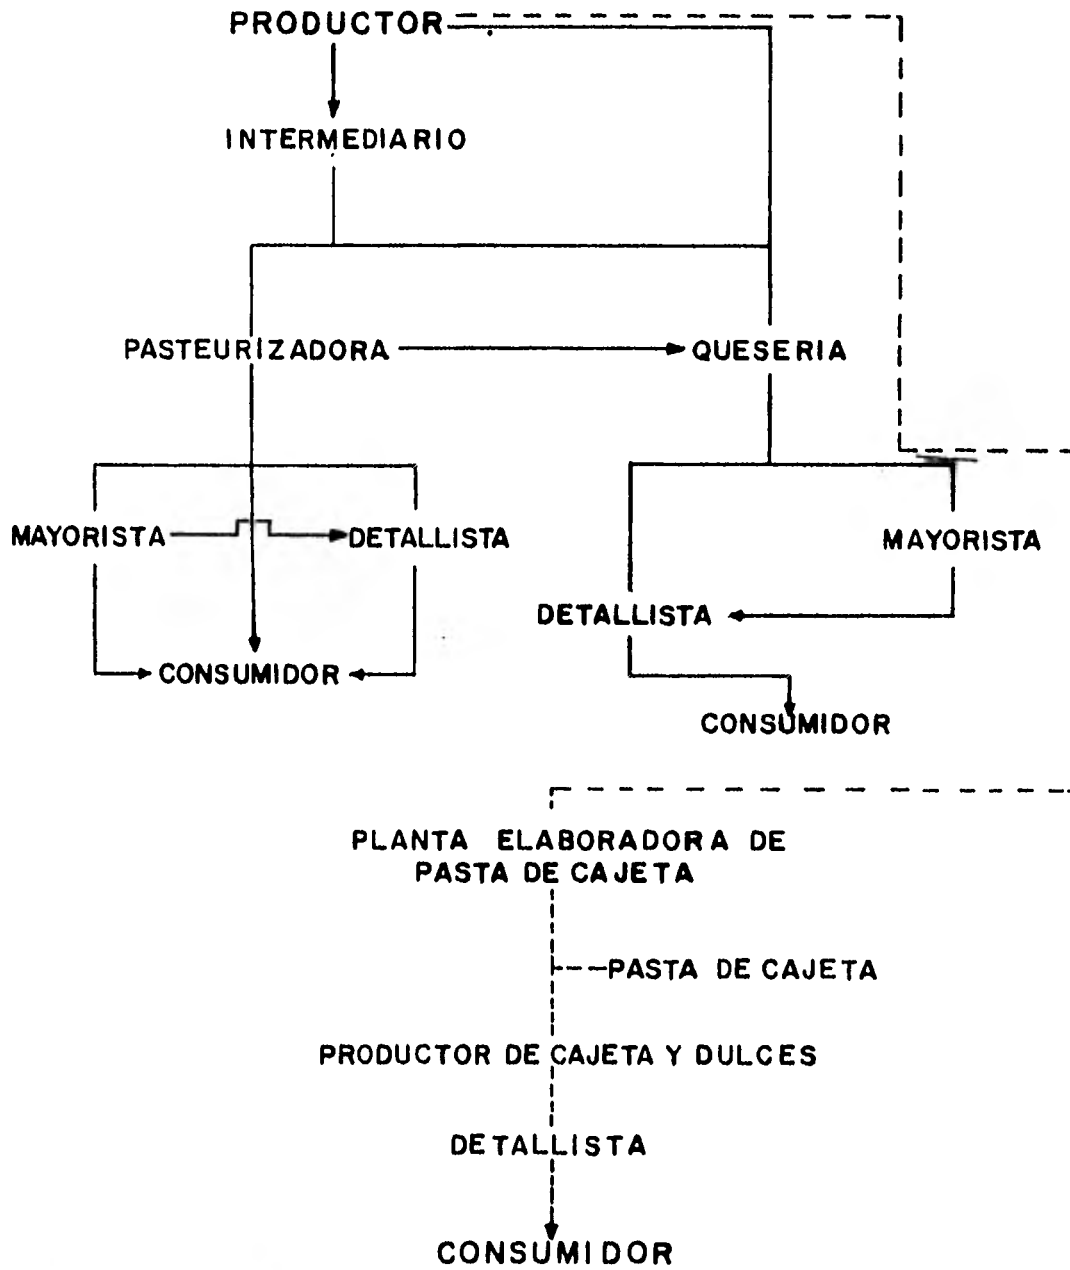 PRODUCTOR
INTERMEDIARIO
PASTEURIZADORA
QUESERIA
MAYORISTA
DETALLISTA
MAYORISTA
DETALLISTA
CONSUMIDOR
CONSUMIDOR
PLANTA ELABORADORA DE
PASTA DE CAJETA
PASTA DE CAJETA
PRODUCTOR DE CAJETA Y DULCES
DETALLISTA
CONSUMIDOR